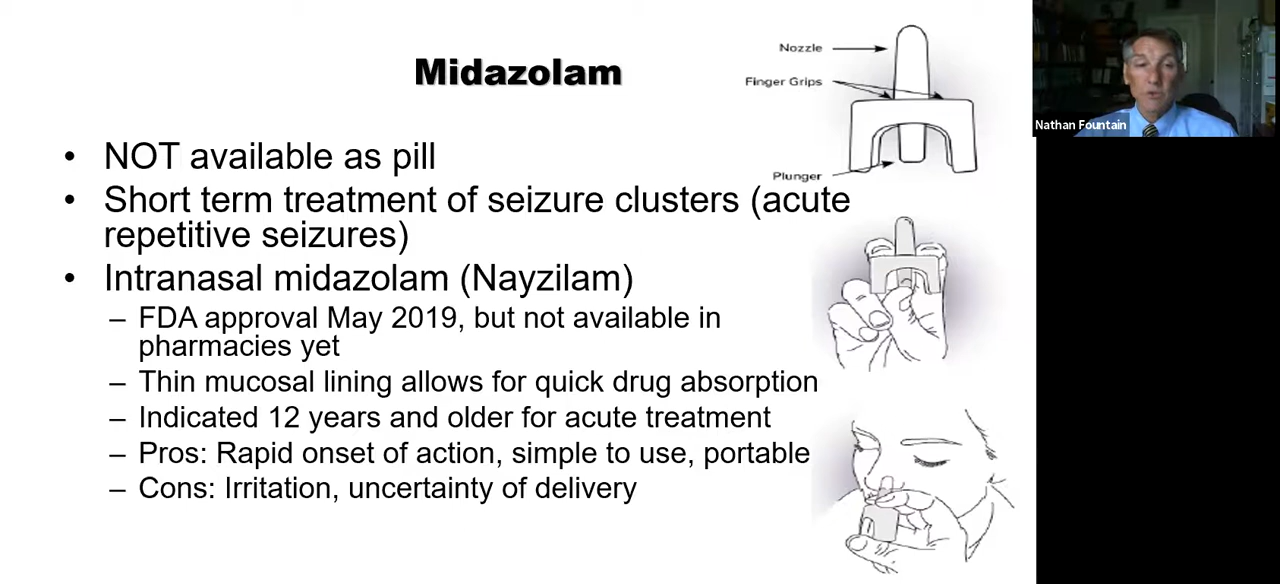 Midazolam
• NOT available as pill
• Short term treatment of seizure clusters (acute
repetitive seizures)
• Intranasal midazolam (Nayzilam)
– FDA approval May 2019, but not available in
pharmacies yet
– Thin mucosal lining allows for quick drug absorption
– Indicated 12 years and older for acute treatment
– Pros: Rapid onset of action, simple to use, portable
– Cons: Irritation, uncertainty of delivery
Nozzle
Finger Grips
Plunger
Nathan Fountain